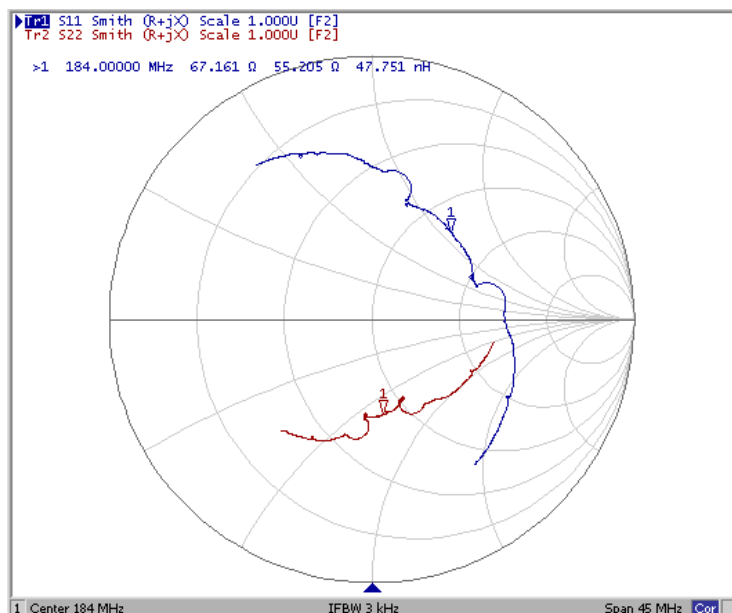 Tr1 S11 Smith (R+jX) Scale 1.000U [F2]
Tr2 S22 Smith (R+jX) Scale 1.000U [F2]
>1 184.00000 MHz 67.161 Ω 55.205 Ω 47.751 nH
1
1
1 Center 184 MHz IFBW 3 kHz Span 45 MHz Cor